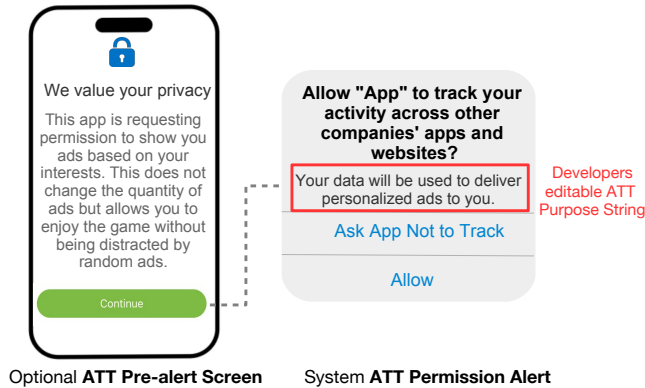 We value your privacy
This app is requesting
permission to show you
ads based on your
interests. This does not
change the quantity of
ads but allows you to
enjoy the game without
being distracted by
random ads.
Continue
Optional ATT Pre-alert Screen
Allow "App" to track your
activity across other
companies' apps and
websites?
Your data will be used to deliver
personalized ads to you.
Ask App Not to Track
Allow
Developers
editable ATT
Purpose String
System ATT Permission Alert